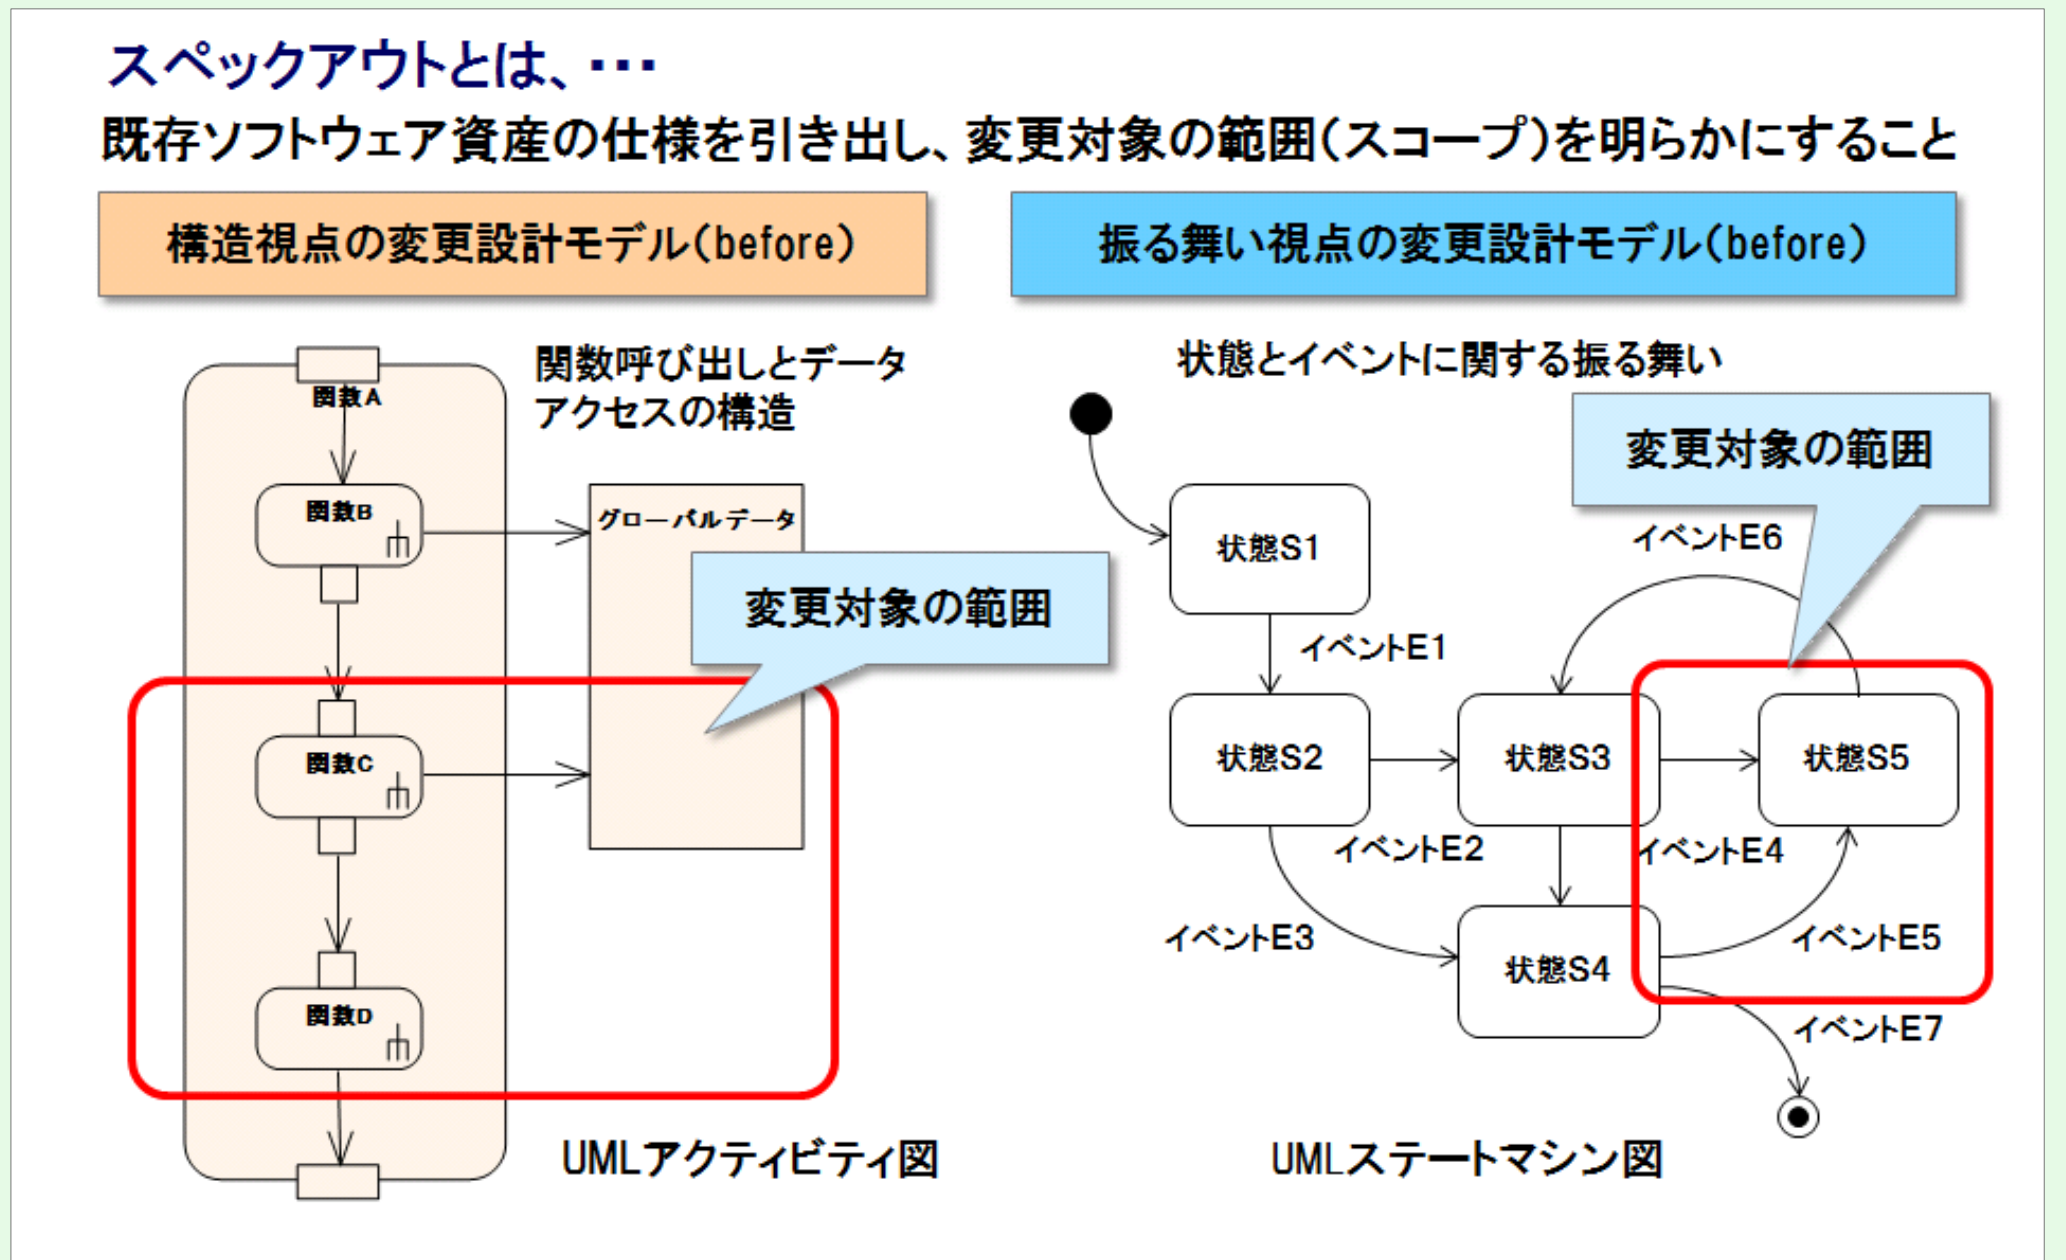 スペックアウトとは、・・・
既存ソフトウェア資産の仕様を引き出し、変更対象の範囲(スコープ)を明らかにすること
構造視点の変更設計モデル(before)
関数呼び出しとデータ
アクセスの構造
関数A
関数B
グローバルデータ
変更対象の範囲
関数C
関数D
UMLアクティビティ図
振る舞い視点の変更設計モデル(before)
状態とイベントに関する振る舞い
変更対象の範囲
イベントE6
状態S1
イベントE1
状態S2
状態S3
状態S5
イベントE2
イベントE4
イベントE3
状態S4
イベントE5
イベントE7
UMLステートマシン図